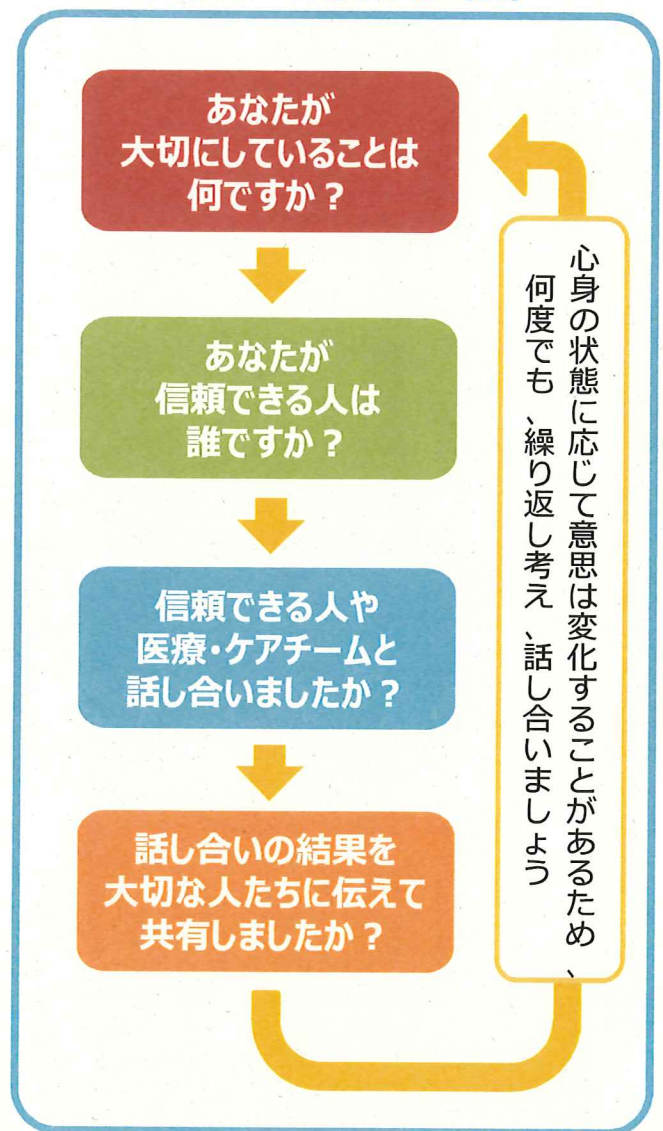 あなたが
大切にしていることは
何ですか？
あなたが
信頼できる人は
誰ですか？
信頼できる人や
医療・ケアチームと
話し合いましたか？
話し合いの結果を
大切な人たちに伝えて
共有しましたか？
心身の状態に応じて意思は変化することがあるため、
何度でも、繰り返し考え、話し合いましょう